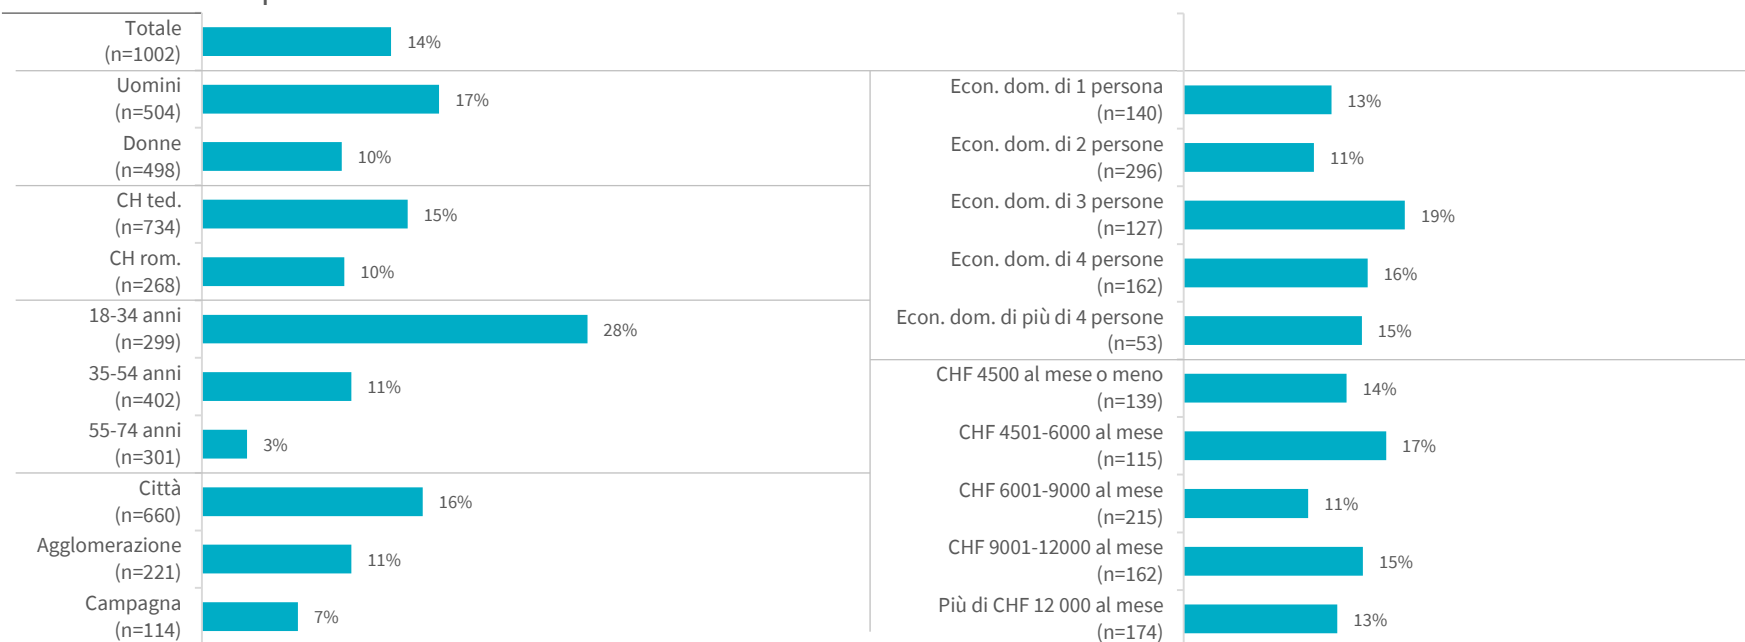 Totale
(n=1002)
14%
Uomini
(n=504)
17%
Donne
(n=498)
10%
CH ted.
(n=734)
15%
CH rom.
(n=268)
10%
18-34 anni
(n=299)
28%
35-54 anni
(n=402)
11%
55-74 anni
(n=301)
3%
Città
(n=660)
16%
Agglomerazione
(n=221)
11%
Campagna
(n=114)
7%
Econ. dom. di 1 persona
(n=140)
13%
Econ. dom. di 2 persone
(n=296)
11%
Econ. dom. di 3 persone
(n=127)
19%
Econ. dom. di 4 persone
(n=162)
16%
Econ. dom. di più di 4 persone
(n=53)
15%
CHF 4500 al mese o meno
(n=139)
14%
CHF 4501-6000 al mese
(n=115)
17%
CHF 6001-9000 al mese
(n=215)
11%
CHF 9001-12000 al mese
(n=162)
15%
Più di CHF 12 000 al mese
(n=174)
13%